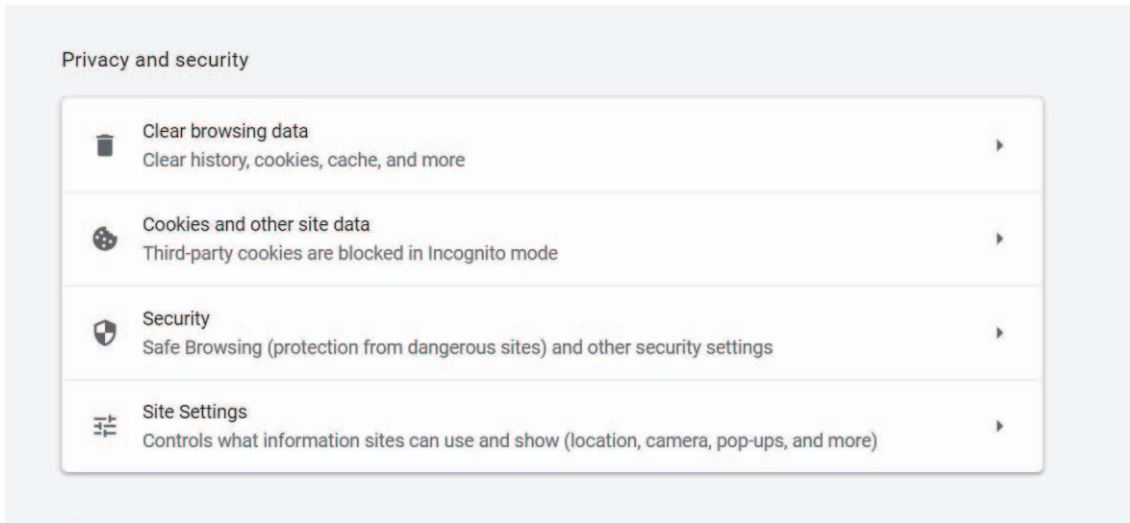 Privacy and security
Clear browsing data
Clear history, cookies, cache, and more
Cookies and other site data
Third-party cookies are blocked in Incognito mode
Security
Safe Browsing (protection from dangerous sites) and other security settings
Site Settings
Controls what information sites can use and show (location, camera, pop-ups, and more)